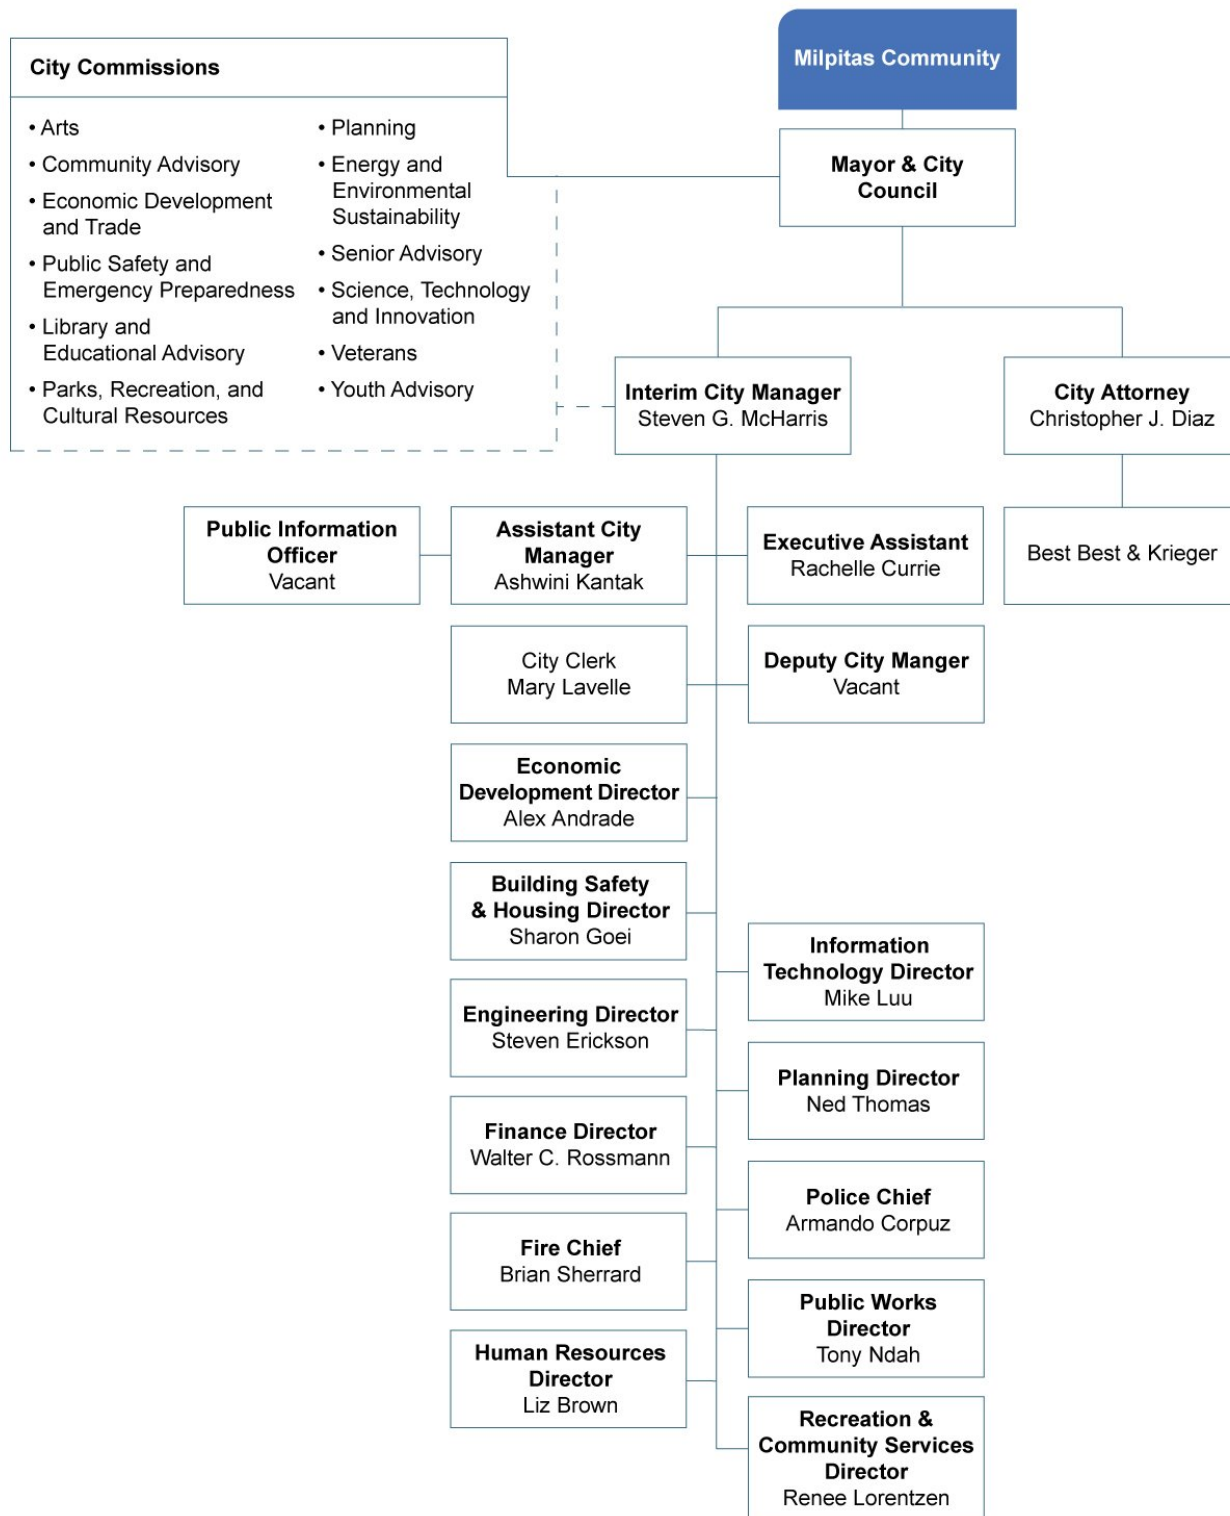 Milpitas Community
City Commissions
• Arts
• Community Advisory
• Economic Development
and Trade
• Public Safety and
Emergency Preparedness
• Library and
Educational Advisory
• Parks, Recreation, and
Cultural Resources
• Planning
• Energy and
Environmental
Sustainability
• Senior Advisory
• Science, Technology
and Innovation
• Veterans
• Youth Advisory
Mayor & City
Council
Interim City Manager
Steven G. McHarris
City Attorney
Christopher J. Diaz
Public Information
Officer
Vacant
Assistant City
Manager
Ashwini Kantak
Executive Assistant
Rachelle Currie
Best Best & Krieger
City Clerk
Mary Lavelle
Deputy City Manger
Vacant
Economic
Development Director
Alex Andrade
Building Safety
& Housing Director
Sharon Goei
Information
Technology Director
Mike Luu
Engineering Director
Steven Erickson
Planning Director
Ned Thomas
Finance Director
Walter C. Rossmann
Police Chief
Armando Corpuz
Fire Chief
Brian Sherrard
Public Works
Director
Tony Ndah
Human Resources
Director
Liz Brown
Recreation &
Community Services
Director
Renee Lorentzen